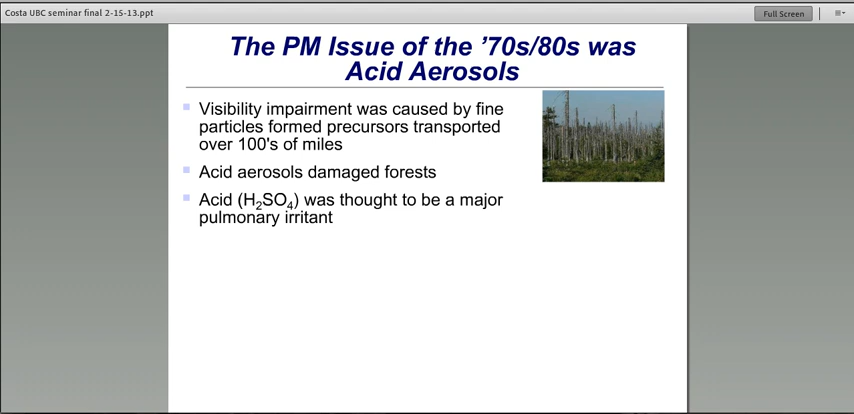 Costa UBC seminar final 2-15-13.ppt
Full Screen
The PM Issue of the ’70s/80s was
Acid Aerosols
Visibility impairment was caused by fine
particles formed precursors transported
over 100's of miles
Acid aerosols damaged forests
Acid (H₂SO₄) was thought to be a major
pulmonary irritant